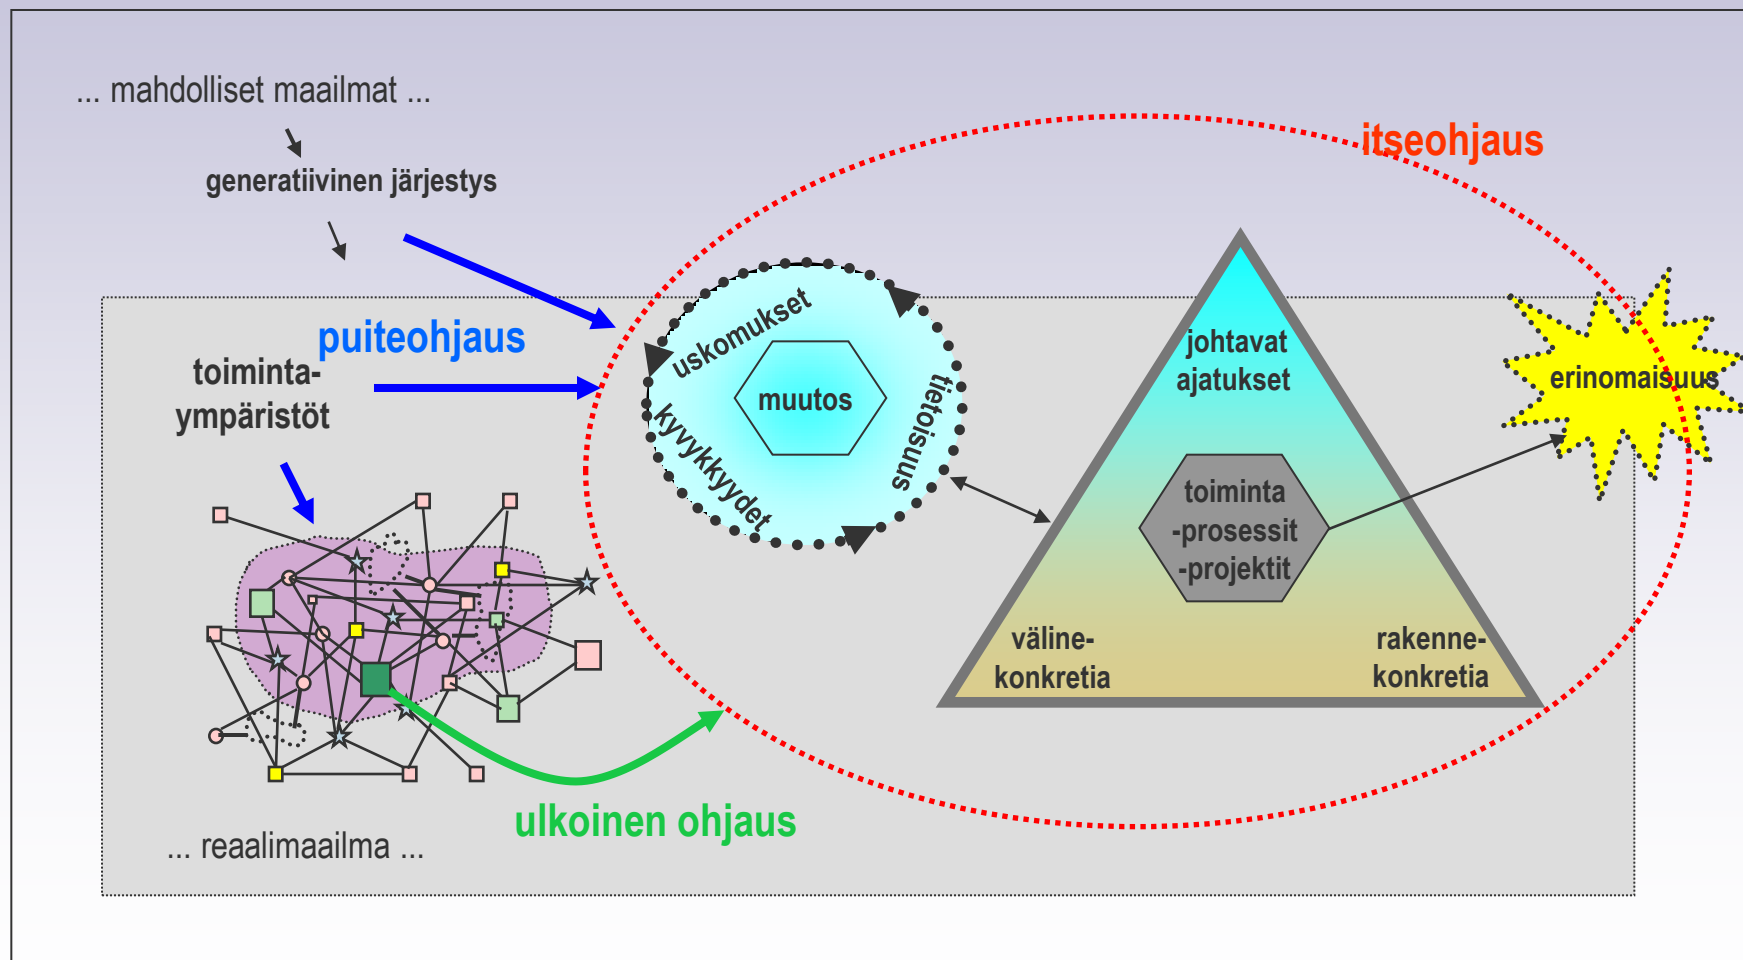 ... mahdolliset maailmat ...
generatiivinen järjestys
puiteohjaus
toiminta-
ympäristöt
itseohjaus
uskomukset
muutos
tietoisuus
kyvykkyydet
johtavat
ajatukset
toiminta
-prosessit
-projektit
väline-
konkretia
rakenne-
konkretia
erinomaisuus
ulkoinen ohjaus
... reaalimaailma ...